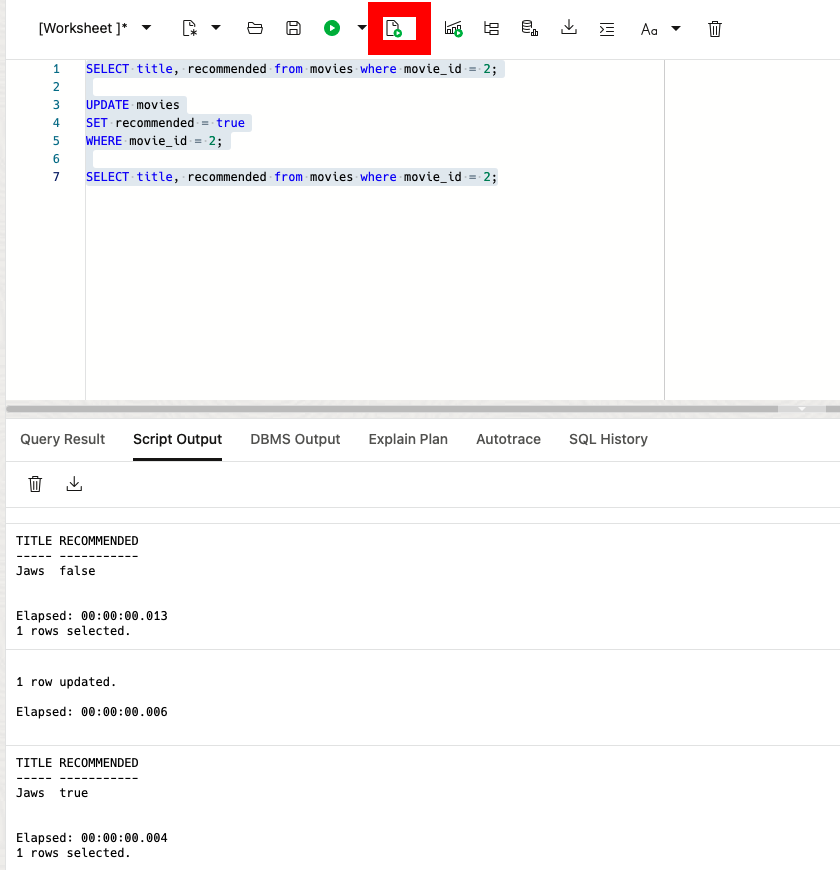 [Worksheet ]*
Aa
1 SELECT title, recommended from movies where movie_id = 2;
2
3 UPDATE movies
4 SET recommended = true
5 WHERE movie_id = 2;
6
7 SELECT title, recommended from movies where movie_id = 2;
Query Result Script Output DBMS Output Explain Plan Autotrace SQL History
TITLE RECOMMENDED
----- -----------
Jaws  false
Elapsed: 00:00:00.013
1 rows selected.
1 row updated.
Elapsed: 00:00:00.006
TITLE RECOMMENDED
----- -----------
Jaws  true
Elapsed: 00:00:00.004
1 rows selected.